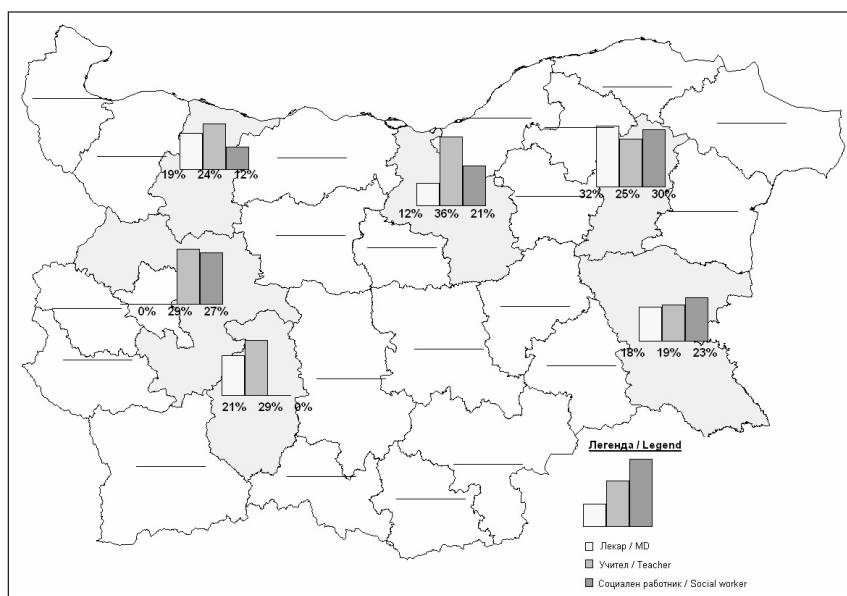 19% 24% 12%
12% 36% 21%
32% 25% 30%
0% 29% 27%
18% 19% 23%
21% 29% 0%
Легенда / Legend
Лекар / MD
Учител / Teacher
Социален работник / Social worker